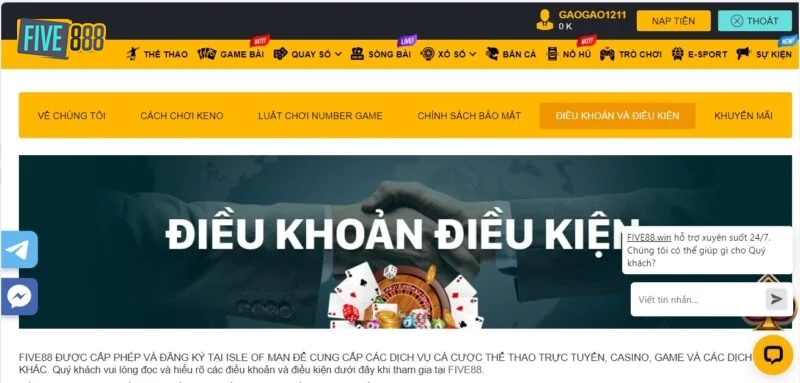 FIVE888
GAOGAO1211
0 K
NẠP TIỀN
THOÁT
THỂ THAO
GAME BÀI
HOT!
QUAY SỐ
SÒNG BÀI
LIVE!
XỔ SỐ
BẮN CÁ
NỔ HŨ
HOT!
TRÒ CHƠI
E-SPORT
SỰ KIỆN
NEW!
VỀ CHÚNG TÔI
CÁCH CHƠI KENO
LUẬT CHƠI NUMBER GAME
CHÍNH SÁCH BẢO MẬT
ĐIỀU KHOẢN VÀ ĐIỀU KIỆN
KHUYẾN MÃI
ĐIỀU KHOẢN ĐIỀU KIỆN
FIVE88.win hỗ trợ xuyên suốt 24/7.
Chúng tôi có thể giúp gì cho Quý
khách?
Viết tin nhắn...
FIVE88 ĐƯỢC CẤP PHÉP VÀ ĐĂNG KÝ TẠI ISLE OF MAN ĐỂ CUNG CẤP CÁC DỊCH VỤ CÁ CƯỢC THỂ THAO TRỰC TUYẾN, CASINO, GAME VÀ CÁC DỊCH
KHÁC. Quý khách vui lòng đọc và hiểu rõ các điều khoản và điều kiện dưới đây khi tham gia tại FIVE88.